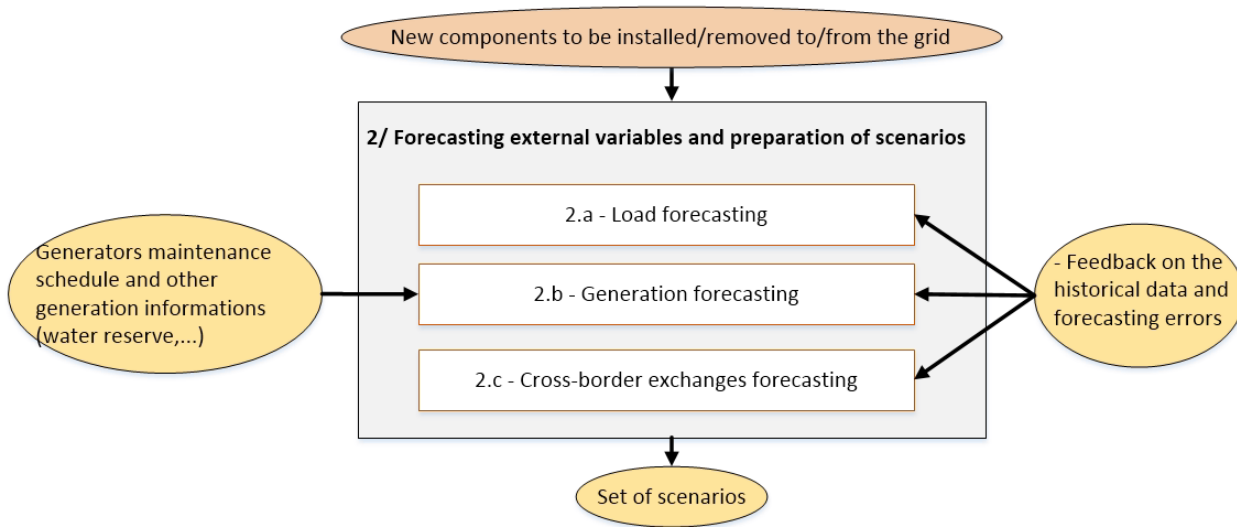 New components to be installed/removed to/from the grid
2/ Forecasting external variables and preparation of scenarios
2.a - Load forecasting
Generators maintenance
schedule and other
generation informations
(water reserve,...)
2.b - Generation forecasting
- Feedback on the
historical data and
forecasting errors
2.c - Cross-border exchanges forecasting
Set of scenarios